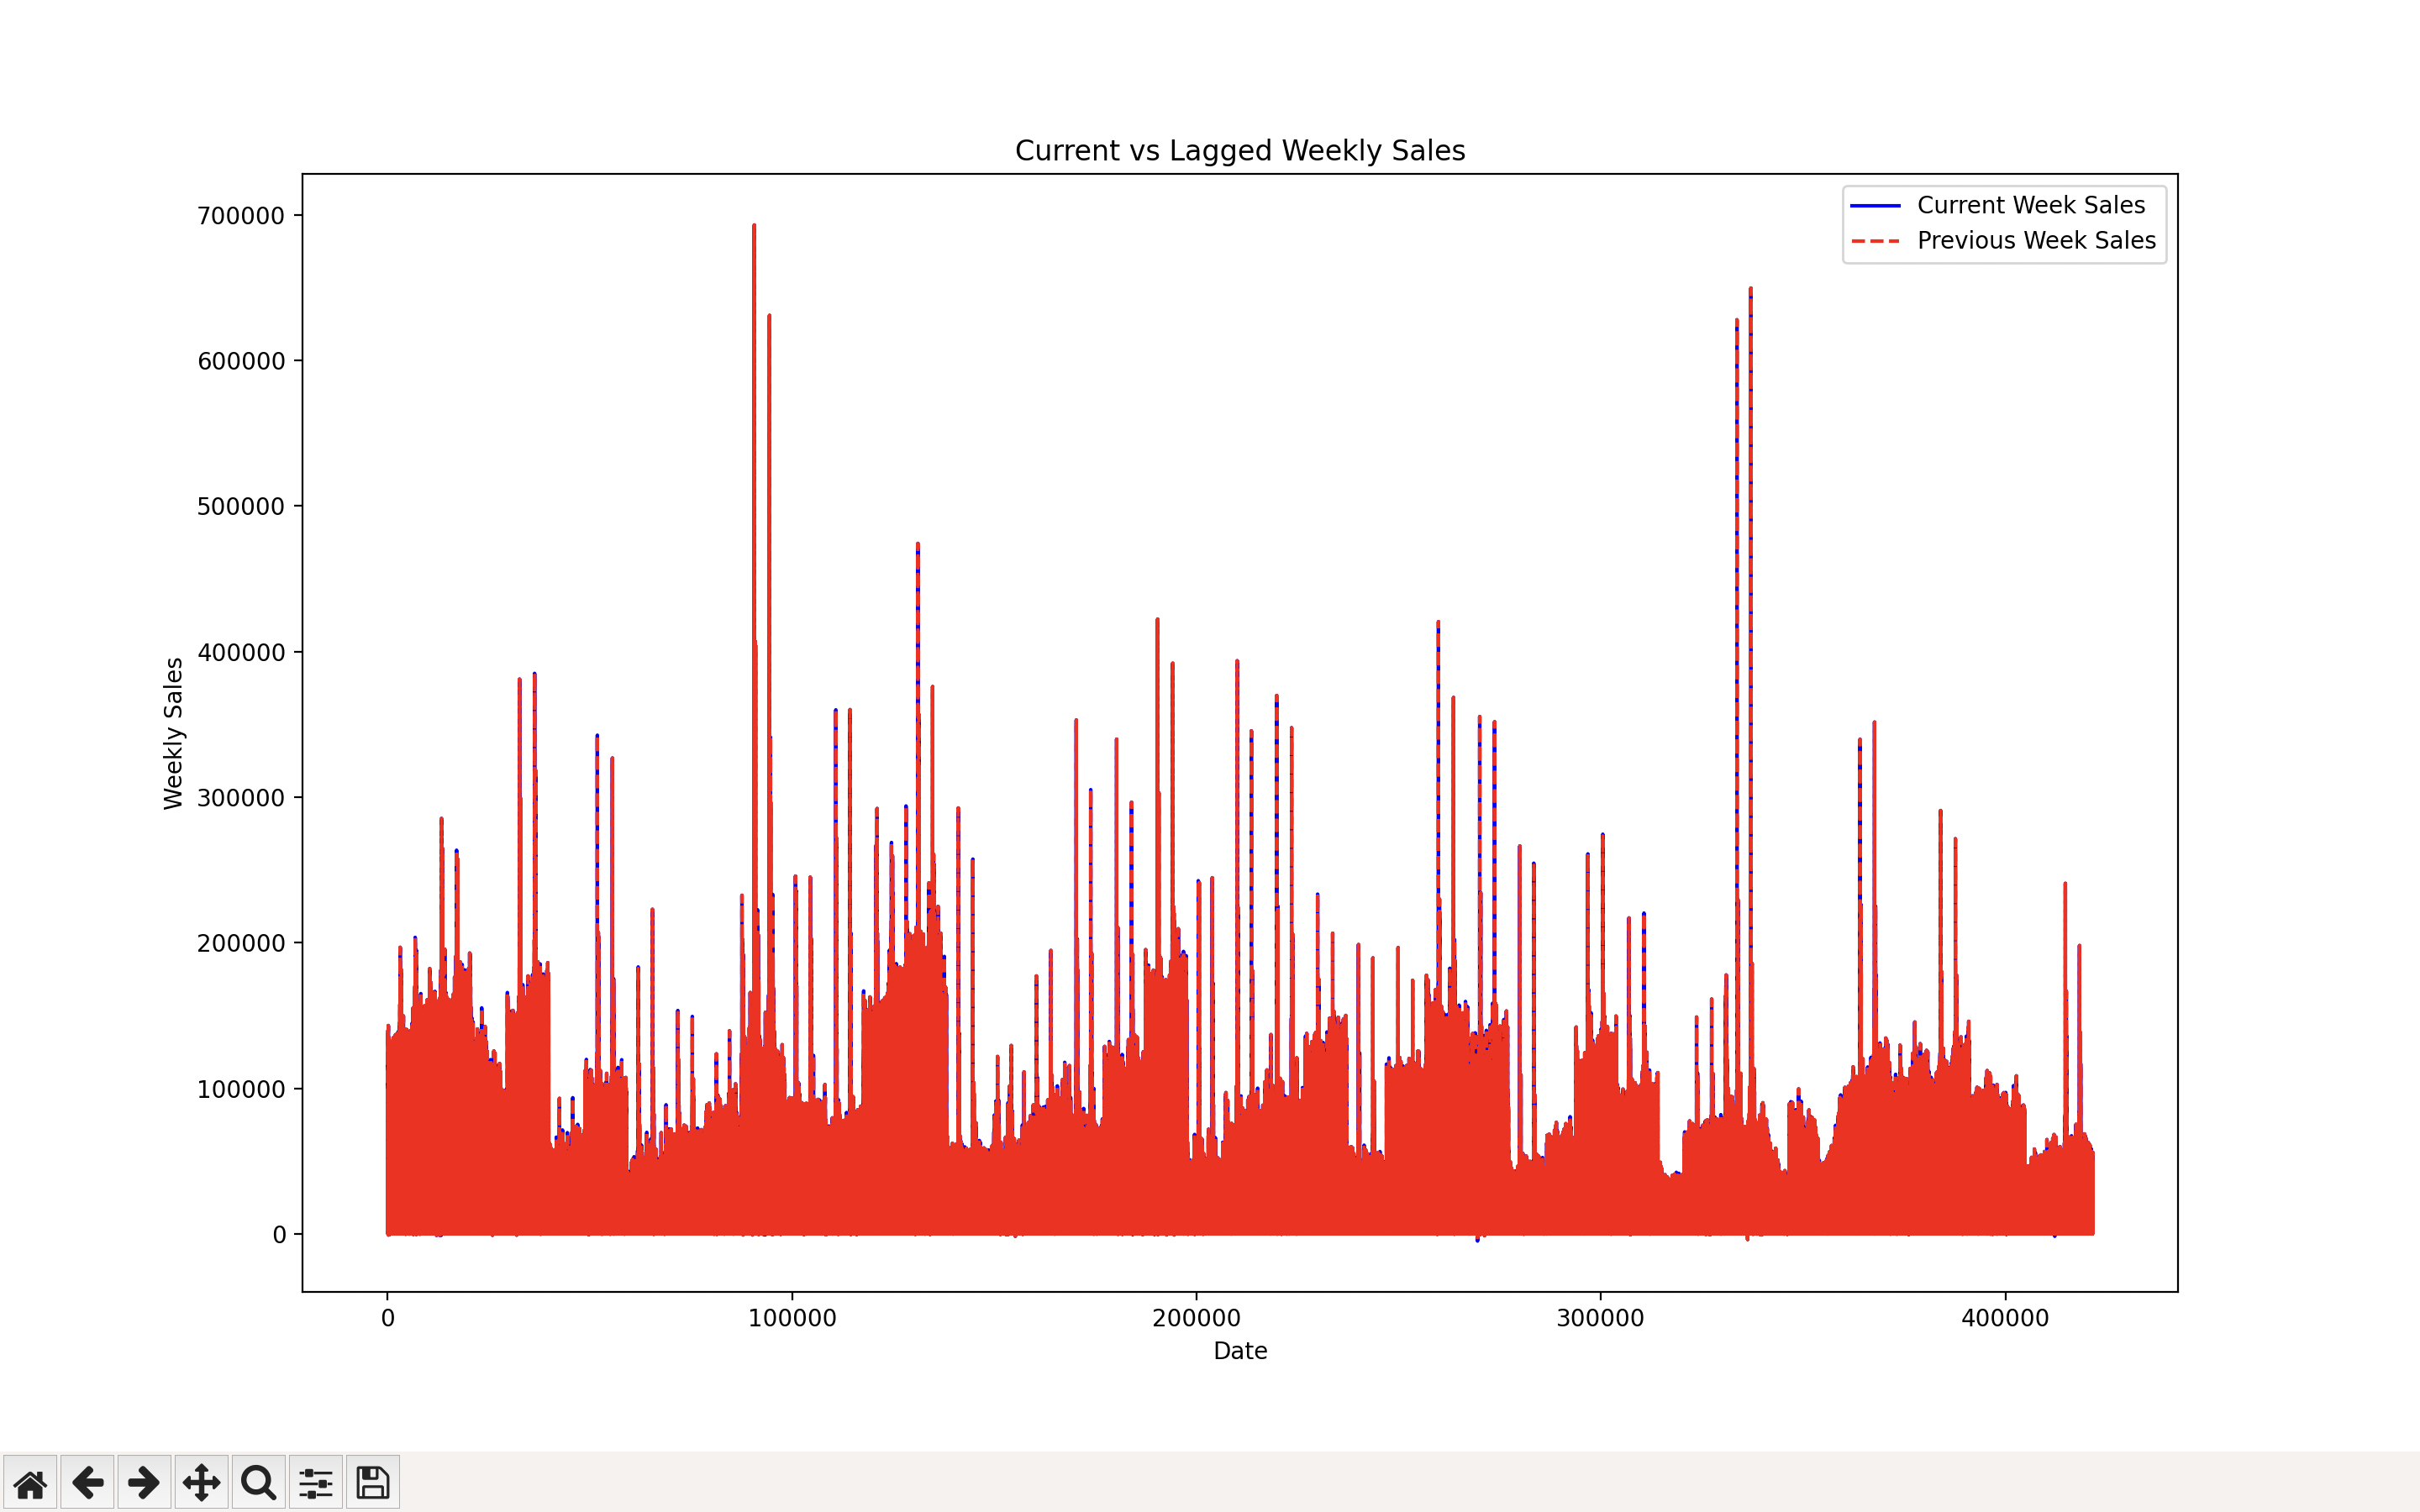 Current vs Lagged Weekly Sales
Current Week Sales
Previous Week Sales
700000
600000
500000
400000
300000
200000
100000
0
Weekly Sales
0
100000
200000
300000
400000
Date